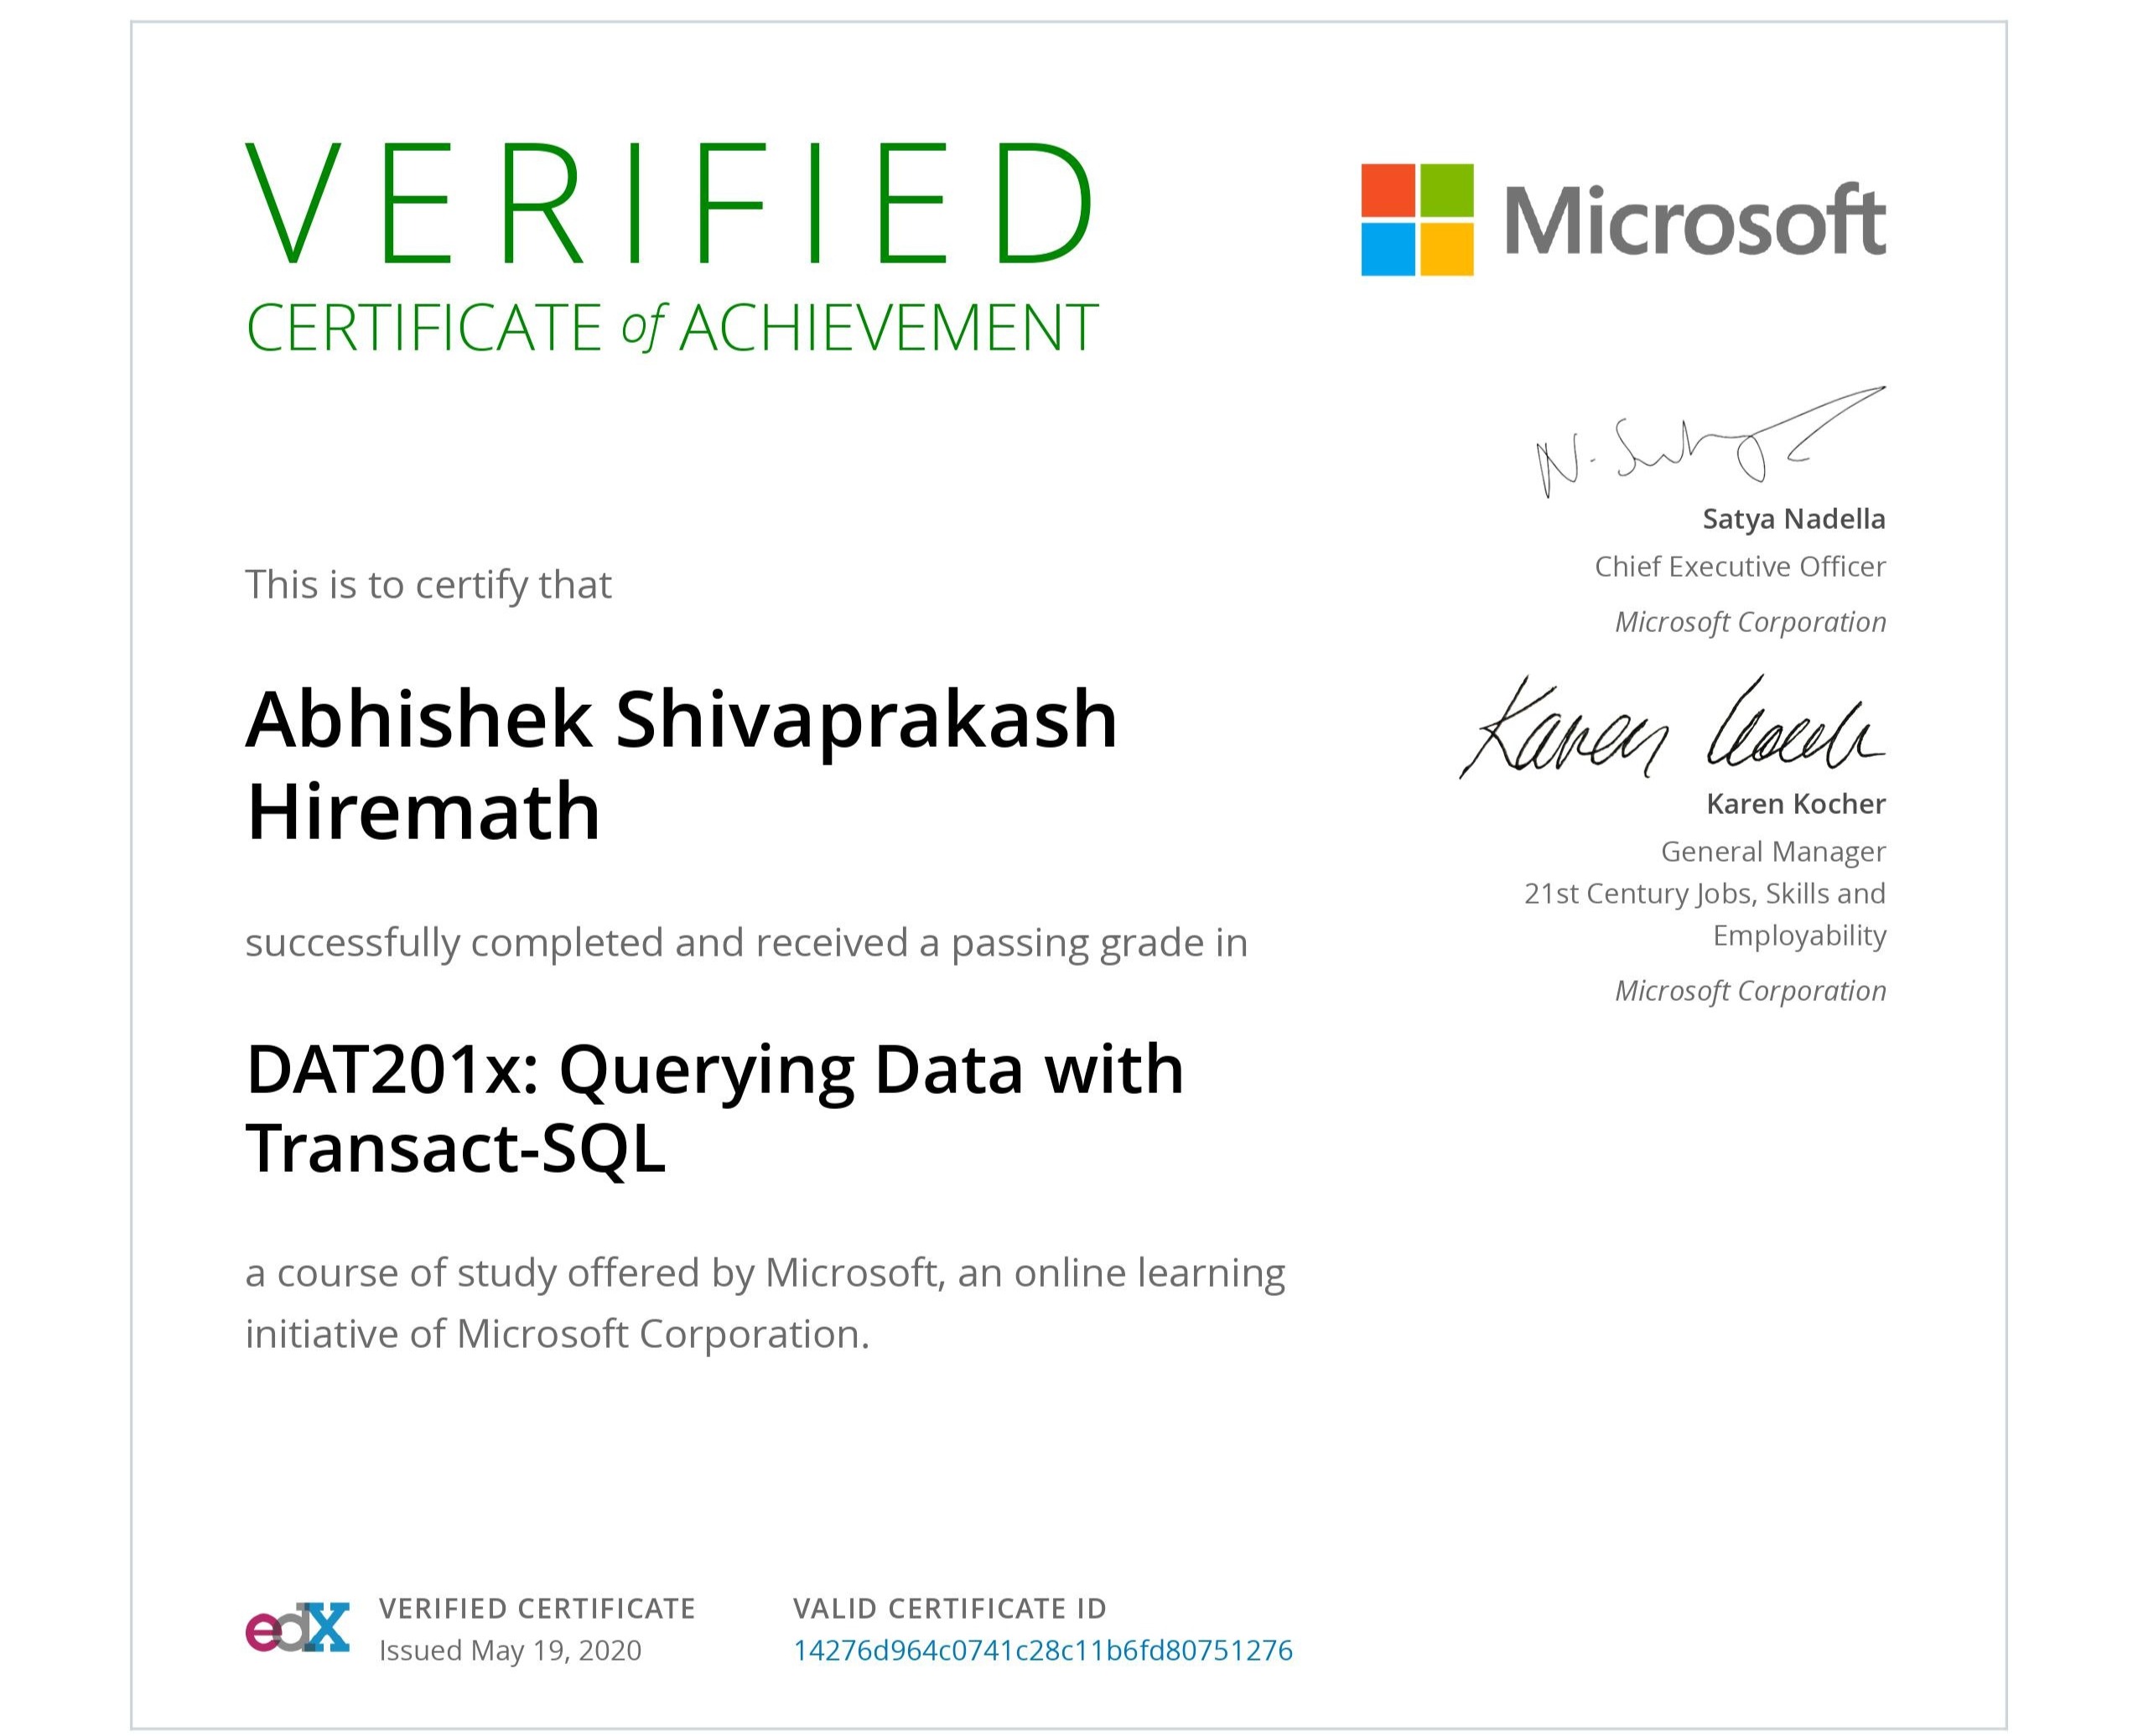 VERIFIED
CERTIFICATE of ACHIEVEMENT
Microsoft
This is to certify that
Abhishek Shivaprakash
Hiremath
successfully completed and received a passing grade in
DAT201x: Querying Data with
Transact-SQL
a course of study offered by Microsoft, an online learning
initiative of Microsoft Corporation.
N. S
Satya Nadella
Chief Executive Officer
Microsoft Corporation
Karen
Karen Kocher
General Manager
21st Century Jobs, Skills and
Employability
Microsoft Corporation
edX
VERIFIED CERTIFICATE
Issued May 19, 2020
VALID CERTIFICATE ID
14276d964c0741c28c11b6fd80751276